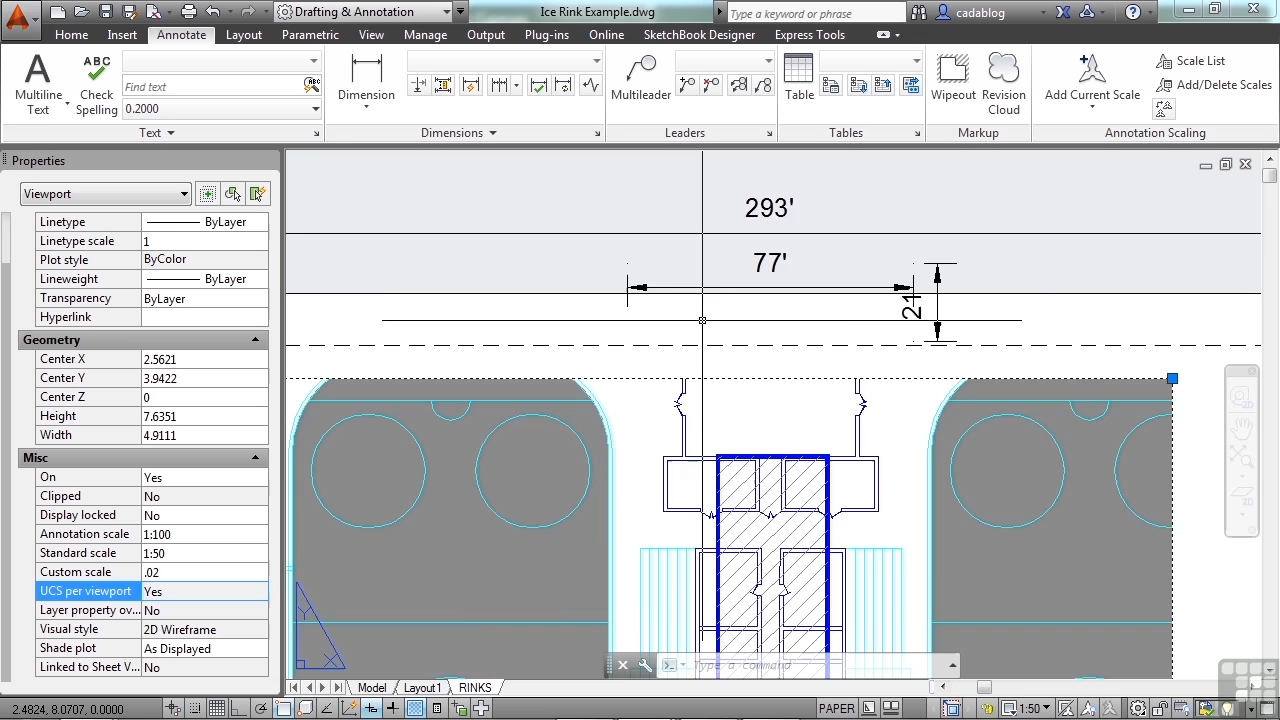 Drafting & Annotation
Ice Rink Example.dwg
Type a keyword or phrase
cadablog
Home Insert Annotate Layout Parametric View Manage Output Plug-ins Online SketchBook Designer Express Tools
Multiline Text
ABC
Check Spelling
Find text
0.2000
Dimension
Multileader
Table
Wipeout
Revision Cloud
Add Current Scale
Scale List
Add/Delete Scales
Text Dimensions Leaders Tables Markup Annotation Scaling
Properties
Viewport
Linetype ByLayer
Linetype scale 1
Plot style ByColor
Lineweight ByLayer
Transparency ByLayer
Hyperlink
Geometry
Center X 2.5621
Center Y 3.9422
Center Z 0
Height 7.6351
Width 4.9111
Misc
On Yes
Clipped No
Display locked No
Annotation scale 1:100
Standard scale 1:50
Custom scale .02
UCS per viewport Yes
Layer property ov... No
Visual style 2D Wireframe
Shade plot As Displayed
Linked to Sheet V... No
293'
77'
21
Y
X
2D
Type a command
Model Layout1 RINKS
2.4824, 8.0707, 0.0000
PAPER
1:50